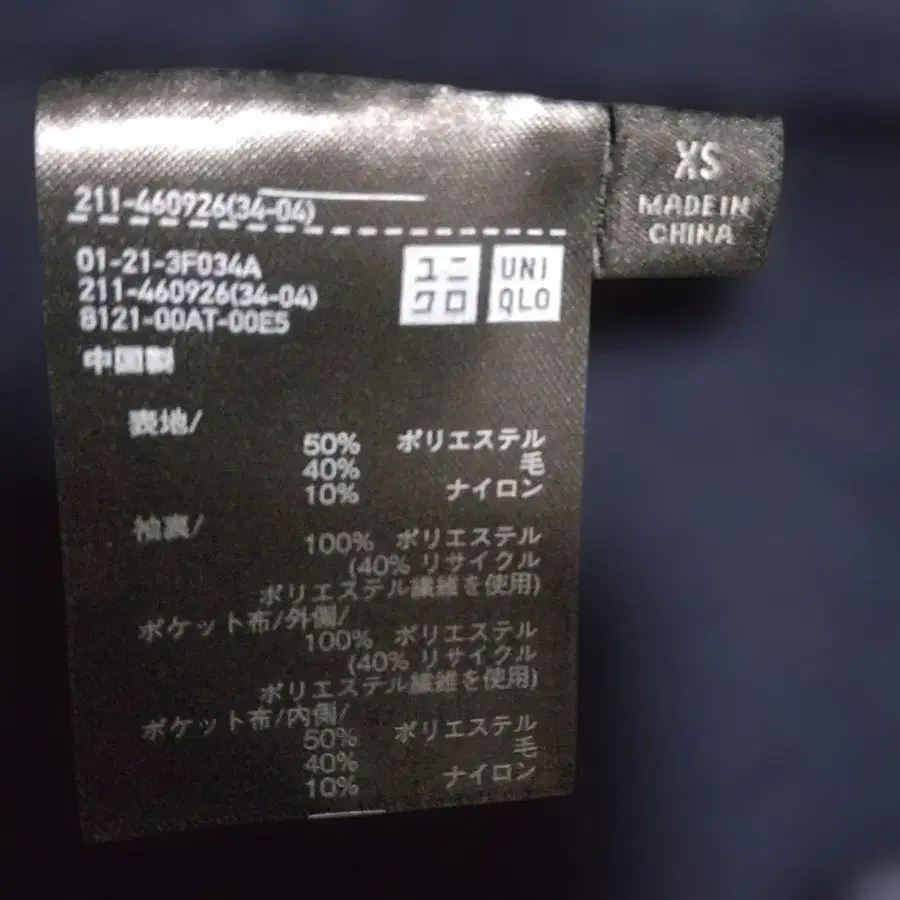 211-460926(34-04)
01-21-3F034A
211-460926(34-04)
8121-00AT-00E5
ユニ
クロ
UNI
QLO
中国製
表地/
50% ポリエステル
40% 毛
10% ナイロン
袖裏/
100% ポリエステル
(40% リサイクル
ポリエステル繊維を使用)
ポケット布/外側/
100% ポリエステル
(40% リサイクル
ポリエステル繊維を使用)
ポケット布/内側/
50% ポリエステル
40% 毛
10% ナイロン
XS
MADE IN
CHINA